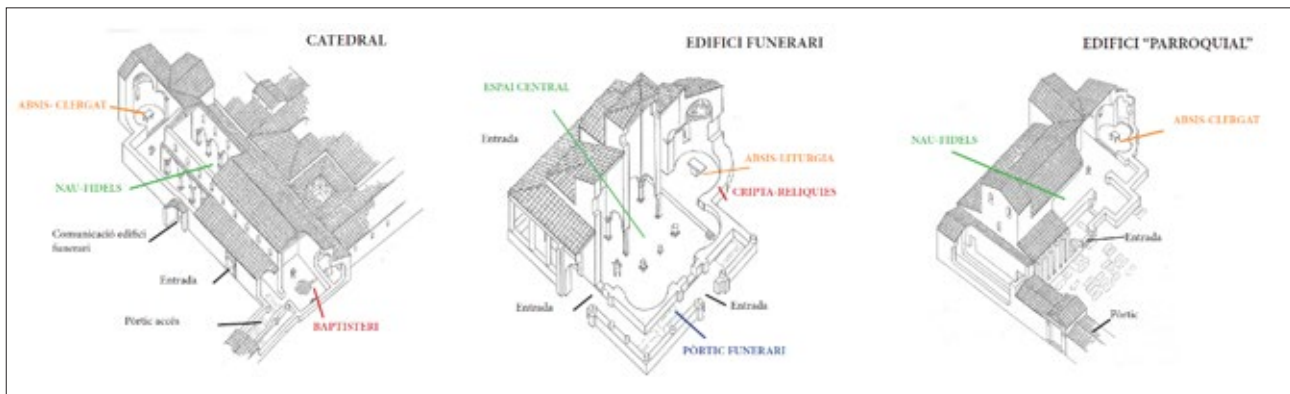 CATEDRAL
ABSIS- CLERGAT
NAU-FIDELS
Comunicació edifici
funerari
Entrada
Pòrtic accés
BAPTISTERI
EDIFICI FUNERARI
ESPAI CENTRAL
Entrada
ABSIS-LITURGIA
CRIPTA-RELIQUIES
Entrada
Entrada
PÒRTIC FUNERARI
EDIFICI “PARROQUIAL”
ABSIS-CLERGAT
NAU-FIDELS
Entrada
Pòrtic